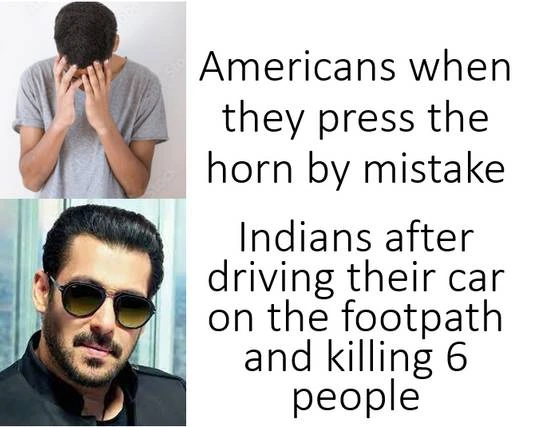 Americans when
they press the
horn by mistake
Indians after
driving their car
on the footpath
and killing 6
people